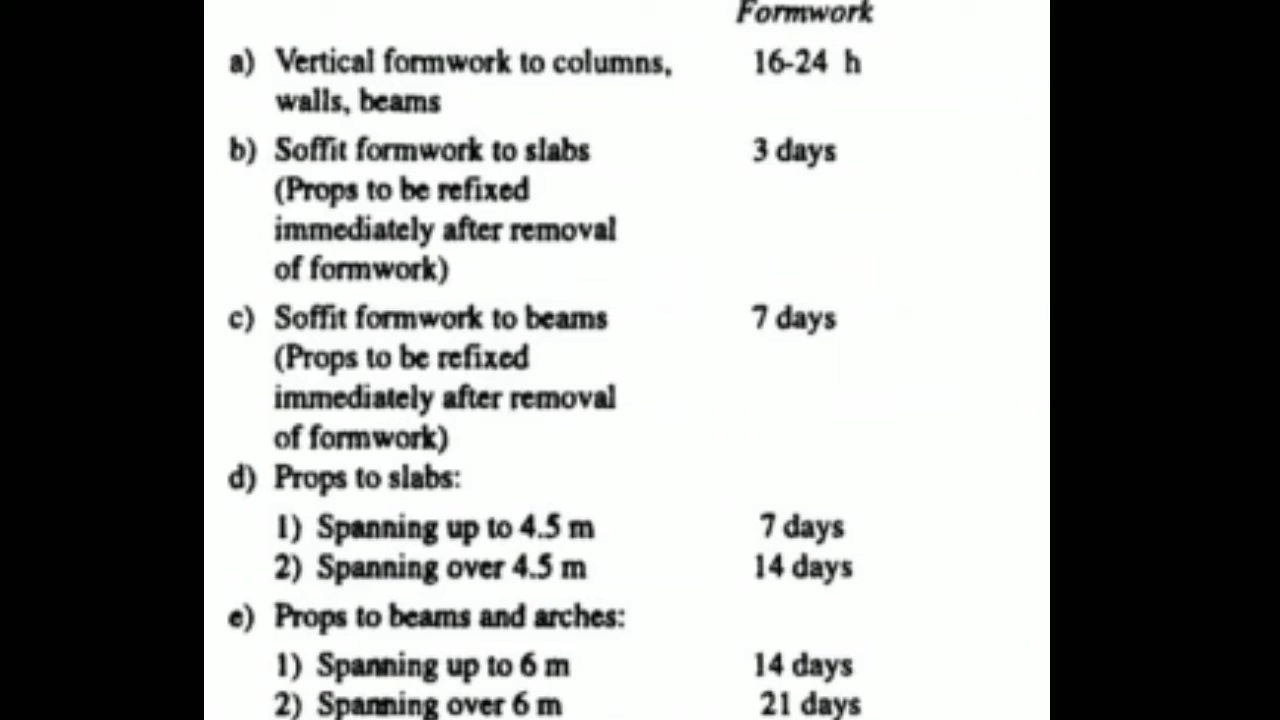 Formwork
a) Vertical formwork to columns, 16-24 h
walls, beams
b) Soffit formwork to slabs 3 days
(Props to be refixed
immediately after removal
of formwork)
c) Soffit formwork to beams 7 days
(Props to be refixed
immediately after removal
of formwork)
d) Props to slabs:
1) Spanning up to 4.5 m 7 days
2) Spanning over 4.5 m 14 days
e) Props to beams and arches:
1) Spanning up to 6 m 14 days
2) Spanning over 6 m 21 days